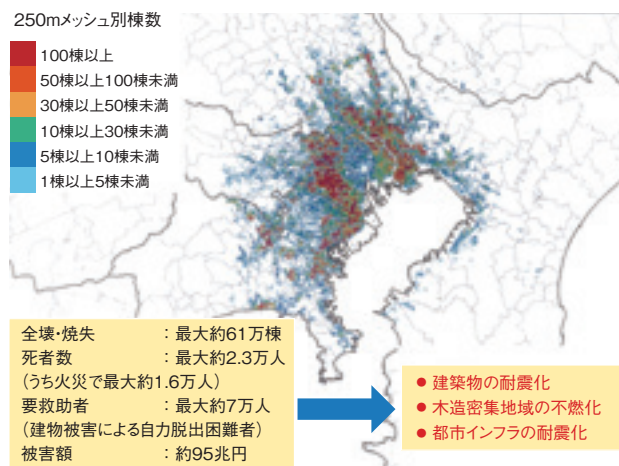 250mメッシュ別棟数
100棟以上
50棟以上100棟未満
30棟以上50棟未満
10棟以上30棟未満
5棟以上10棟未満
1棟以上5棟未満
全壊・焼失 : 最大約61万棟
死者数 : 最大約2.3万人
(うち火災で最大約1.6万人)
要救助者 : 最大約7万人
(建物被害による自力脱出困難者)
被害額 : 約95兆円
● 建築物の耐震化
● 木造密集地域の不燃化
● 都市インフラの耐震化